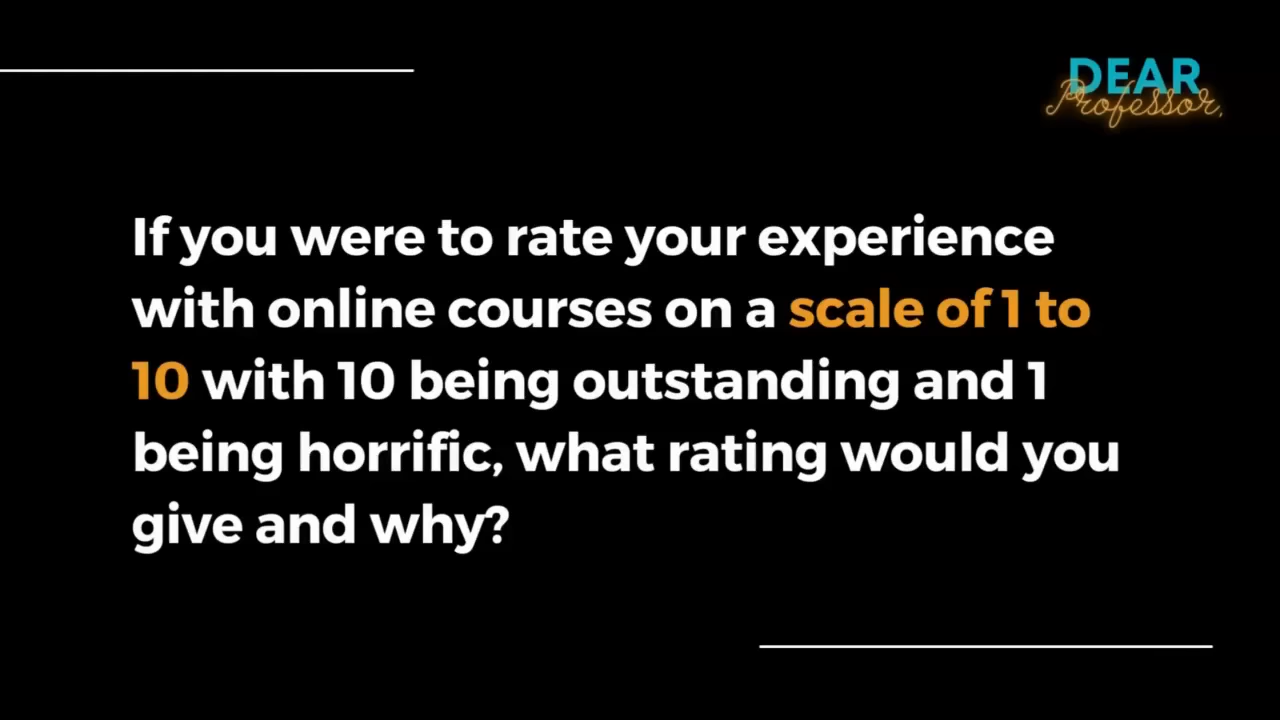 DEAR
Professor,
If you were to rate your experience
with online courses on a scale of 1 to
10 with 10 being outstanding and 1
being horrific, what rating would you
give and why?